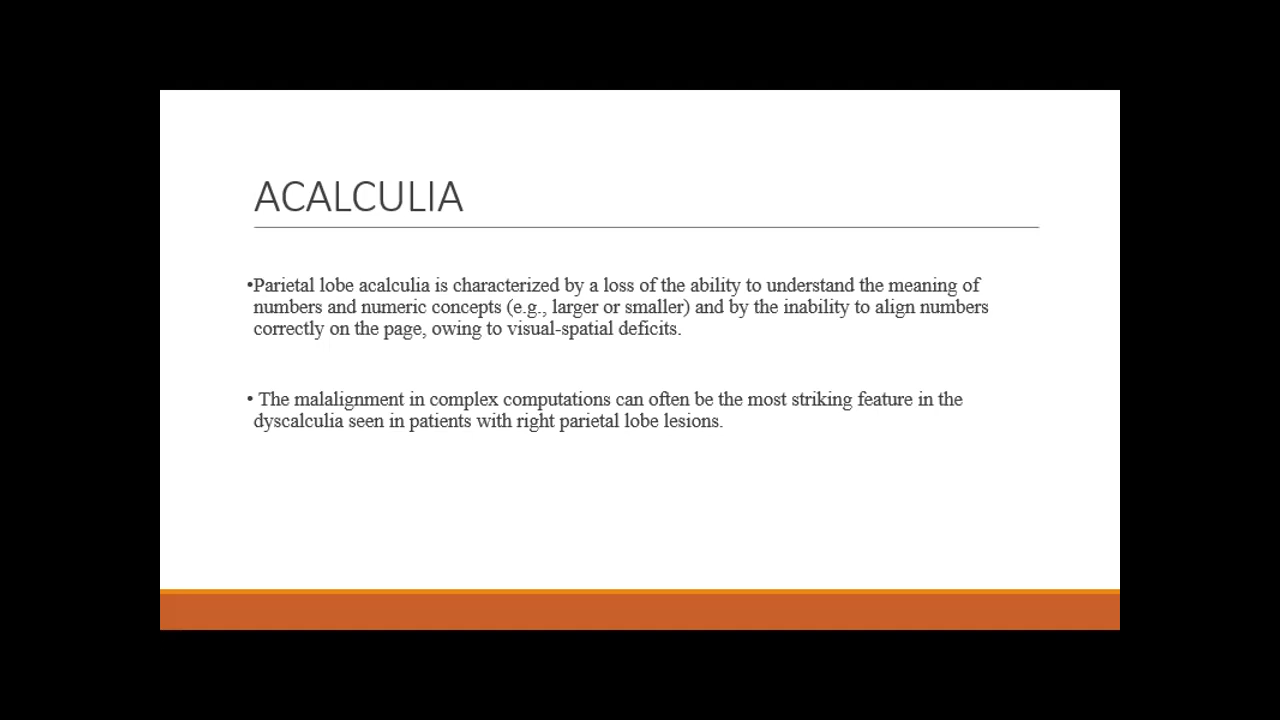 ACALCULIA
•Parietal lobe acalculia is characterized by a loss of the ability to understand the meaning of
numbers and numeric concepts (e.g., larger or smaller) and by the inability to align numbers
correctly on the page, owing to visual-spatial deficits.
• The malalignment in complex computations can often be the most striking feature in the
dyscalculia seen in patients with right parietal lobe lesions.